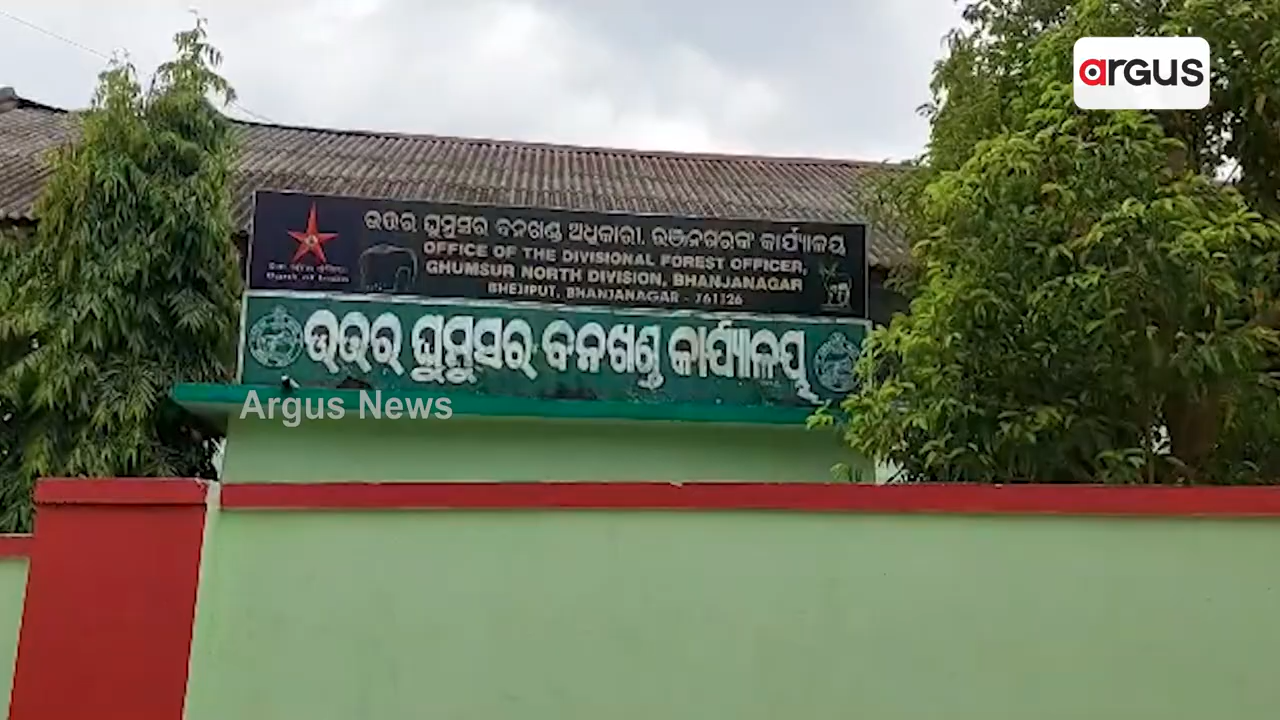 argus
ଉତ୍ତର ଘୁମୁସର ବନଖଣ୍ଡ ଅଧିକାରୀ, ଭଞ୍ଜନଗରଙ୍କ କାର୍ଯ୍ୟାଳୟ
OFFICE OF THE DIVISIONAL FOREST OFFICER,
GHUMSUR NORTH DIVISION, BHANJANAGAR
BHEJIPUT, BHANJANAGAR - 761126
ଉତ୍ତର ଘୁମୁସର ବନଖଣ୍ଡ କାର୍ଯ୍ୟାଳୟ
Argus News